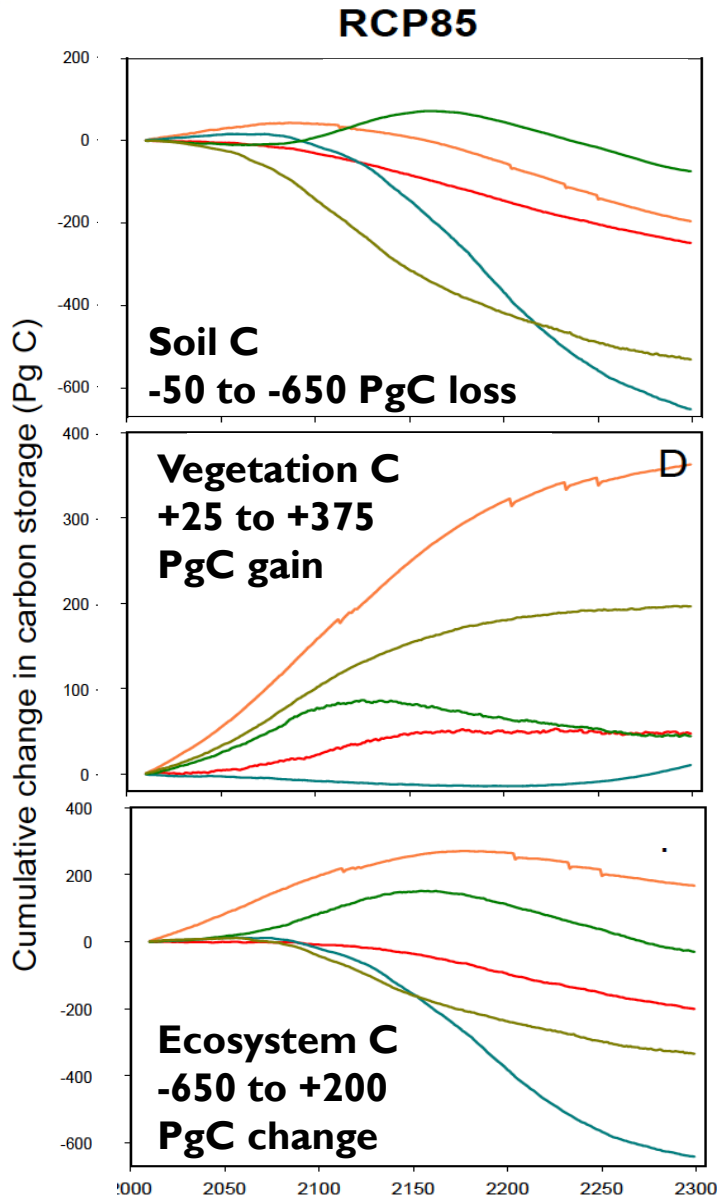 RCP85
Cumulative change in carbon storage (Pg C)
200
0
-200
-400
-600
Soil C
-50 to -650 PgC loss
400
300
200
100
0
D
Vegetation C
+25 to +375
PgC gain
400
200
0
-200
-400
-600
Ecosystem C
-650 to +200
PgC change
2000 2050 2100 2150 2200 2250 2300